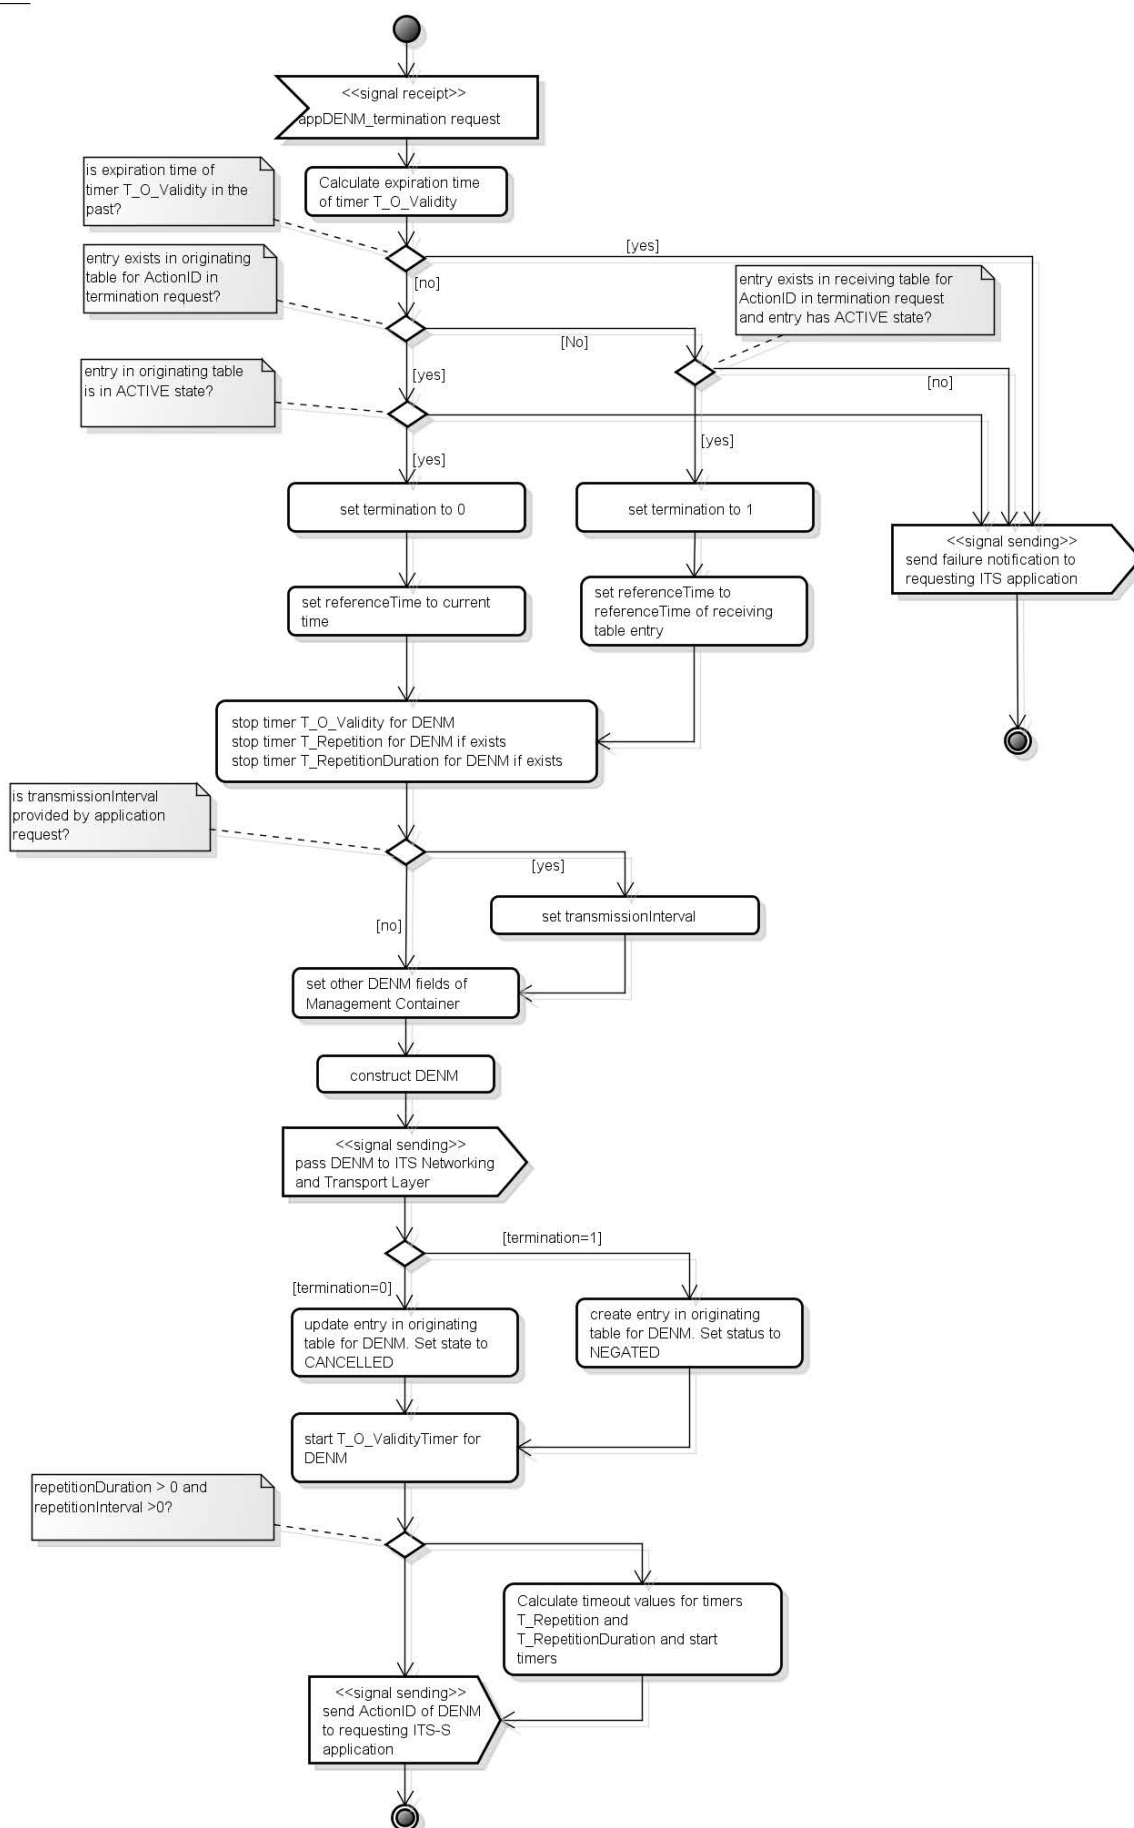 <<signal receipt>>
appDENM_termination request
is expiration time of
timer T_O_Validity in the
past?
Calculate expiration time
of timer T_O_Validity
[yes]
entry exists in originating
table for ActionID in
termination request?
[no]
entry exists in receiving table for
ActionID in termination request
and entry has ACTIVE state?
[No]
entry in originating table
is in ACTIVE state?
[yes]
[no]
[yes]
[yes]
set termination to 0
set termination to 1
<<signal sending>>
send failure notification to
requesting ITS application
set referenceTime to current
time
set referenceTime to
referenceTime of receiving
table entry
stop timer T_O_Validity for DENM
stop timer T_Repetition for DENM if exists
stop timer T_RepetitionDuration for DENM if exists
is transmissionInterval
provided by application
request?
[yes]
set transmissionInterval
[no]
set other DENM fields of
Management Container
construct DENM
<<signal sending>>
pass DENM to ITS Networking
and Transport Layer
[termination=1]
[termination=0]
update entry in originating
table for DENM. Set state to
CANCELLED
create entry in originating
table for DENM. Set status to
NEGATED
start T_O_ValidityTimer for
DENM
repetitionDuration > 0 and
repetitionInterval >0?
Calculate timeout values for timers
T_Repetition and
T_RepetitionDuration and start
timers
<<signal sending>>
send ActionID of DENM
to requesting ITS-S
application